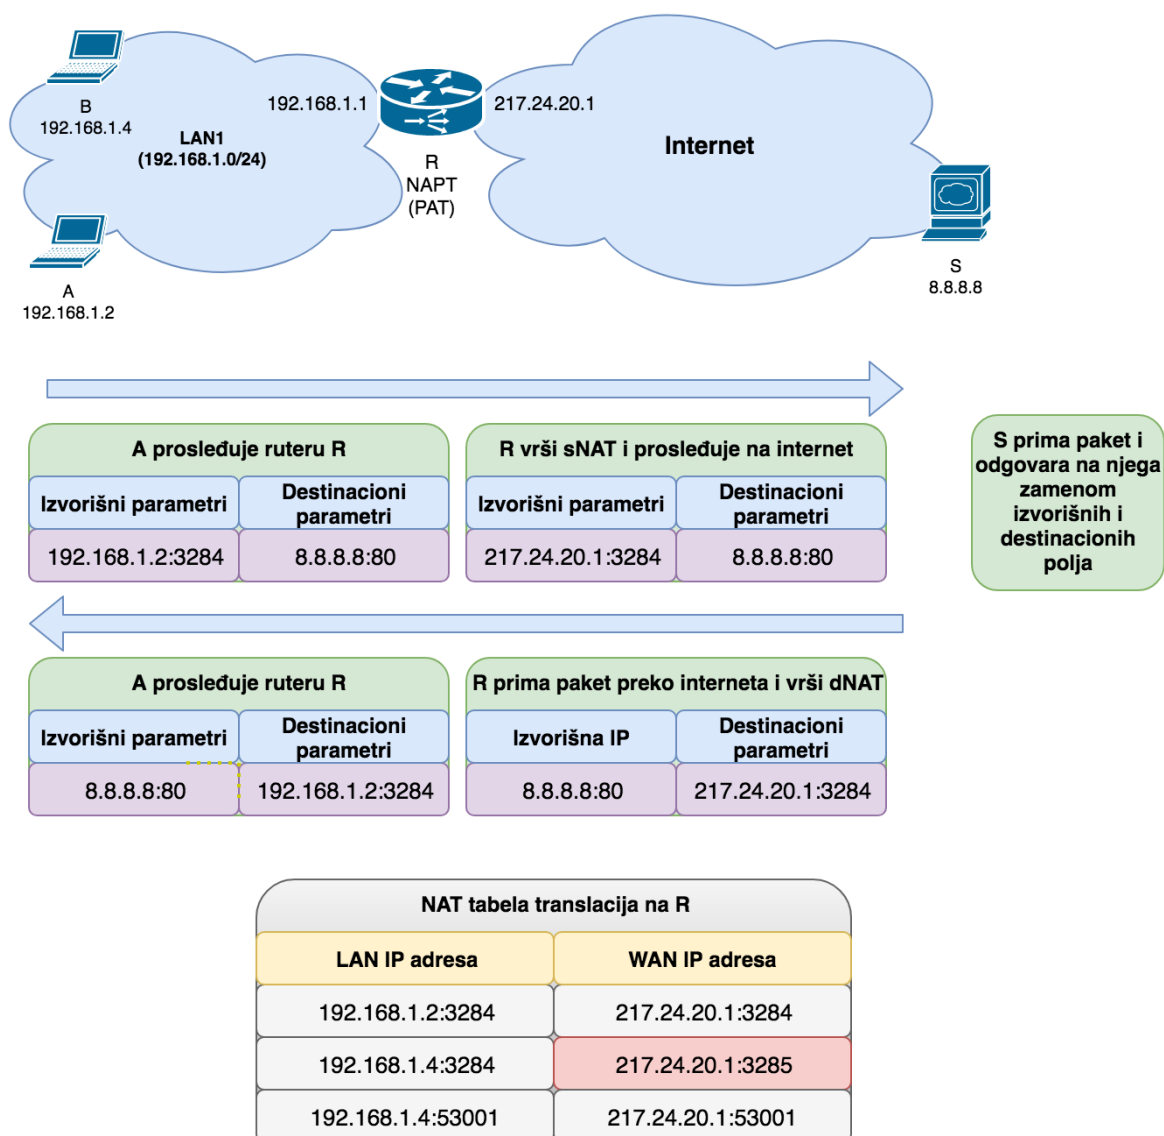 B
192.168.1.4
LAN1
(192.168.1.0/24)
192.168.1.1
217.24.20.1
R
NAPT
(PAT)
Internet
A
192.168.1.2
S
8.8.8.8
A prosleđuje ruteru R
Izvorišni parametri
Destinacioni
parametri
192.168.1.2:3284
8.8.8.8:80
R vrši sNAT i prosleđuje na internet
Izvorišni parametri
Destinacioni
parametri
217.24.20.1:3284
8.8.8.8:80
S prima paket i
odgovara na njega
zamenom
izvorišnih i
destinacionih
polja
A prosleđuje ruteru R
Izvorišni parametri
Destinacioni
parametri
8.8.8.8:80
192.168.1.2:3284
R prima paket preko interneta i vrši dNAT
Izvorišna IP
Destinacioni
parametri
8.8.8.8:80
217.24.20.1:3284
NAT tabela translacija na R
LAN IP adresa
WAN IP adresa
192.168.1.2:3284
217.24.20.1:3284
192.168.1.4:3284
217.24.20.1:3285
192.168.1.4:53001
217.24.20.1:53001